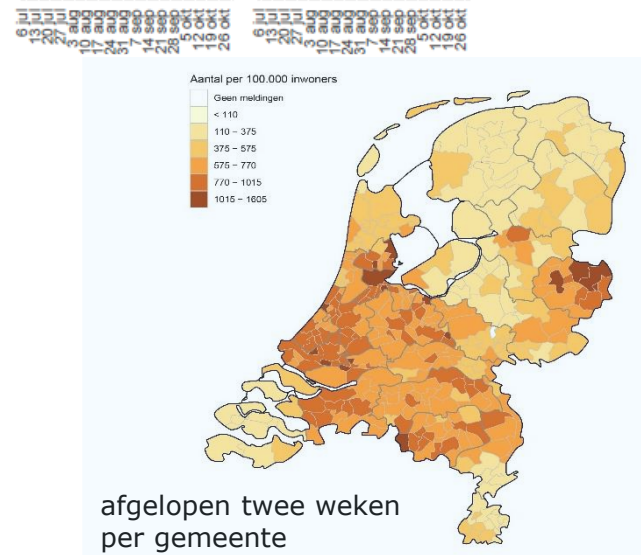 6 jul
13 jul
20 jul
27 jul
3 aug
10 aug
17 aug
24 aug
31 aug
7 sep
14 sep
21 sep
28 sep
5 okt
12 okt
19 okt
26 okt
6 jul
13 jul
20 jul
27 jul
3 aug
10 aug
17 aug
24 aug
31 aug
7 sep
14 sep
21 sep
28 sep
5 okt
12 okt
19 okt
26 okt
Aantal per 100.000 inwoners
Geen meldingen
< 110
110 – 375
375 – 575
575 – 770
770 – 1015
1015 – 1605
afgelopen twee weken
per gemeente